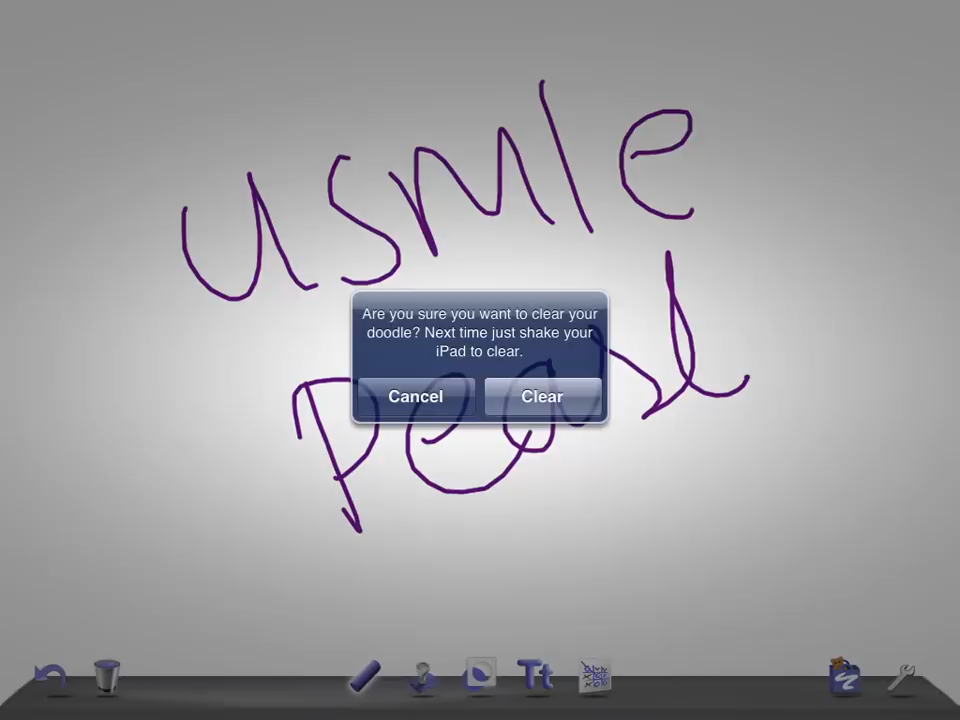 usmle
Are you sure you want to clear your
doodle? Next time just shake your
iPad to clear.
Cancel
Clear
Tt